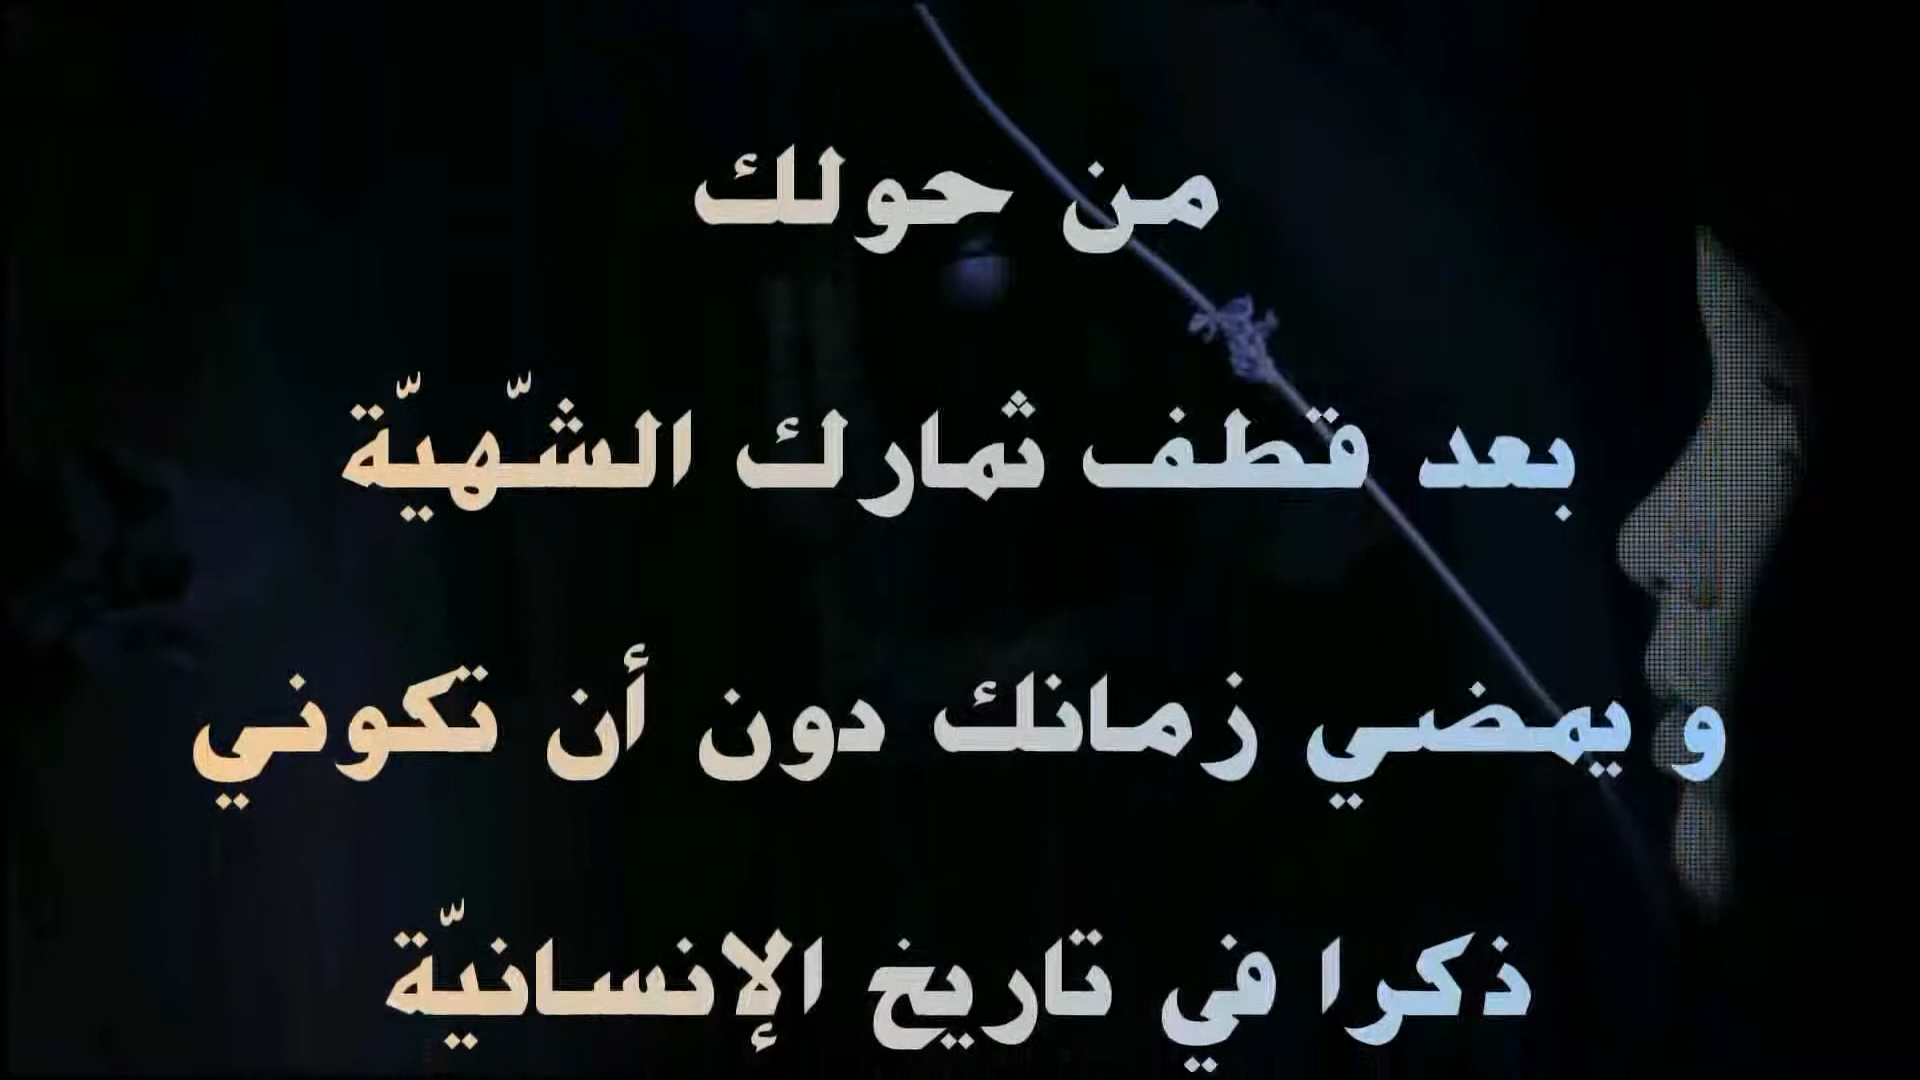 من حولك
بعد قطف ثمارك الشّهيّة
و يمضي زمانك دون أن تكوني
ذكرا في تاريخ الإنسانيّة